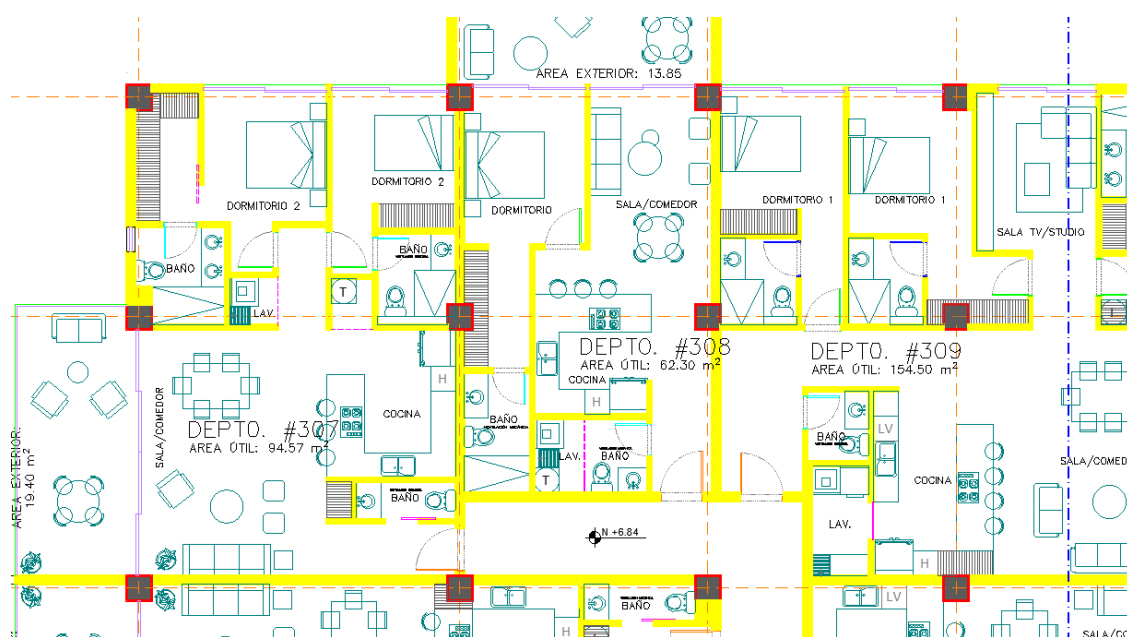 AREA EXTERIOR: 13.85
DORMITORIO 2
DORMITORIO 2
DORMITORIO
SALA/COMEDOR
DORMITORIO 1
DORMITORIO 1
SALA TV/STUDIO
BAÑO
BAÑO
LAV.
T
DEPTO. #307
AREA ÚTIL: 94.57 m²
DEPTO. #308
AREA ÚTIL: 62.30 m²
DEPTO. #309
AREA ÚTIL: 154.50 m²
H
COCINA
H
SALA/COMEDOR
COCINA
BAÑO
LAV.
BAÑO
T
BAÑO
LV
COCINA
SALA/COMED
AREA EXTERIOR:
19.40 m²
BAÑO
LAV.
H
N +6.84
BAÑO
LV
H
SALA/CO